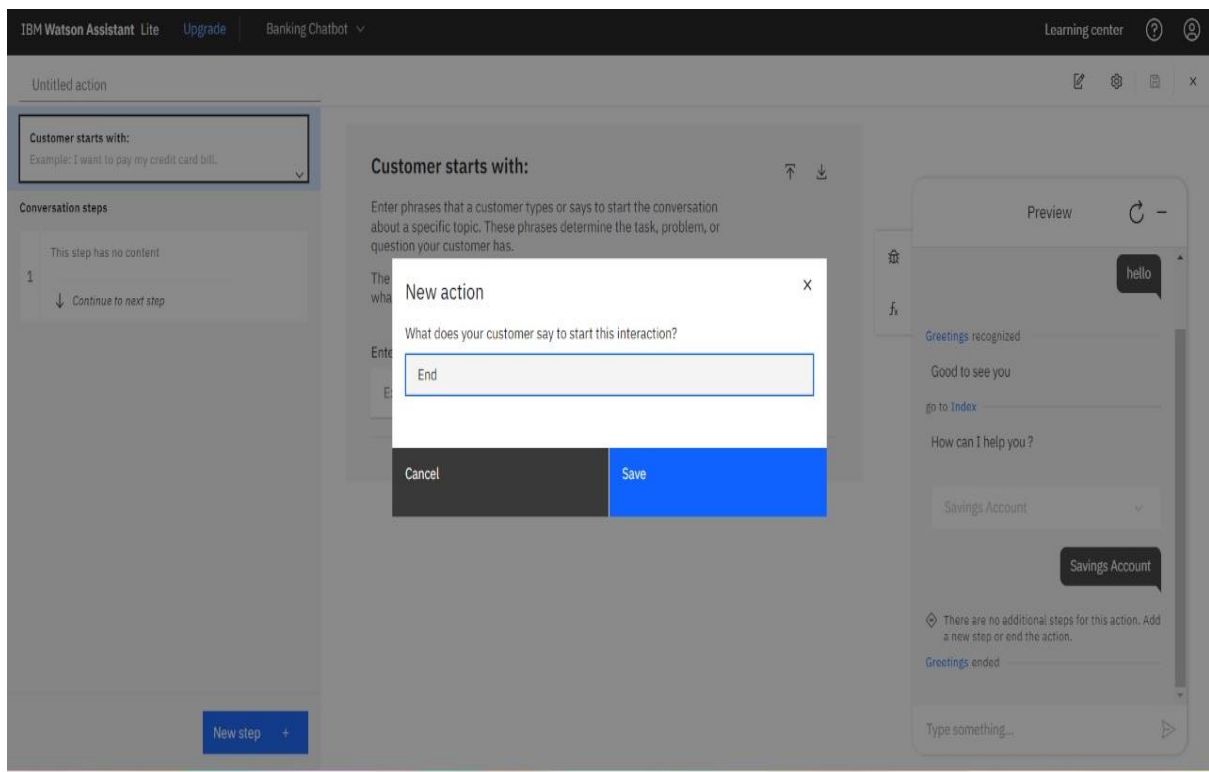 IBM Watson Assistant Lite Upgrade Banking Chatbot Learning center
Untitled action
Customer starts with:
Example: I want to pay my credit card bill.
Conversation steps
This step has no content
1
Continue to next step
New step +
Customer starts with:
Enter phrases that a customer types or says to start the conversation
about a specific topic. These phrases determine the task, problem, or
question your customer has.
The
wha
Ente
E
New action
What does your customer say to start this interaction?
End
Cancel
Save
fx
Preview
hello
Greetings recognized
Good to see you
go to Index
How can I help you ?
Savings Account
Savings Account
There are no additional steps for this action. Add
a new step or end the action.
Greetings ended
Type something...